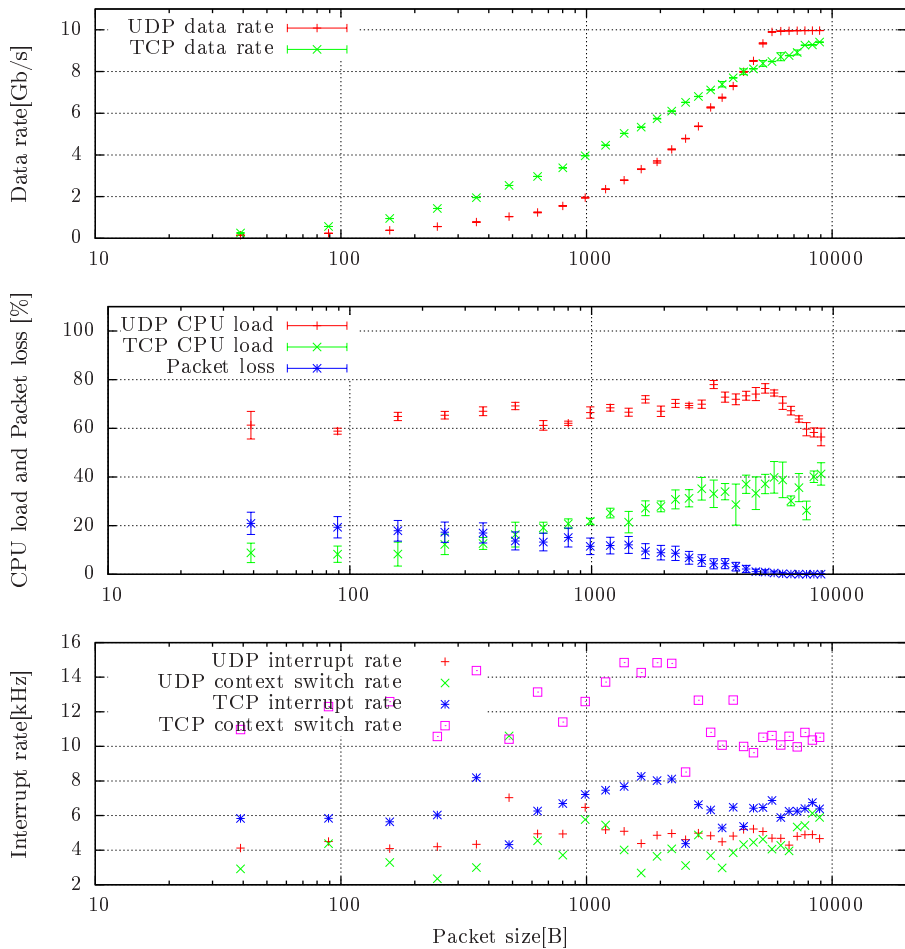 Data rate[Gb/s]
10
8
6
4
2
0
UDP data rate
TCP data rate
10 100 1000 10000
CPU load and Packet loss [%]
100
80
60
40
20
0
UDP CPU load
TCP CPU load
Packet loss
10 100 1000 10000
Interrupt rate[kHz]
16
14
12
10
8
6
4
2
UDP interrupt rate
UDP context switch rate
TCP interrupt rate
TCP context switch rate
10 100 1000 10000
Packet size[B]